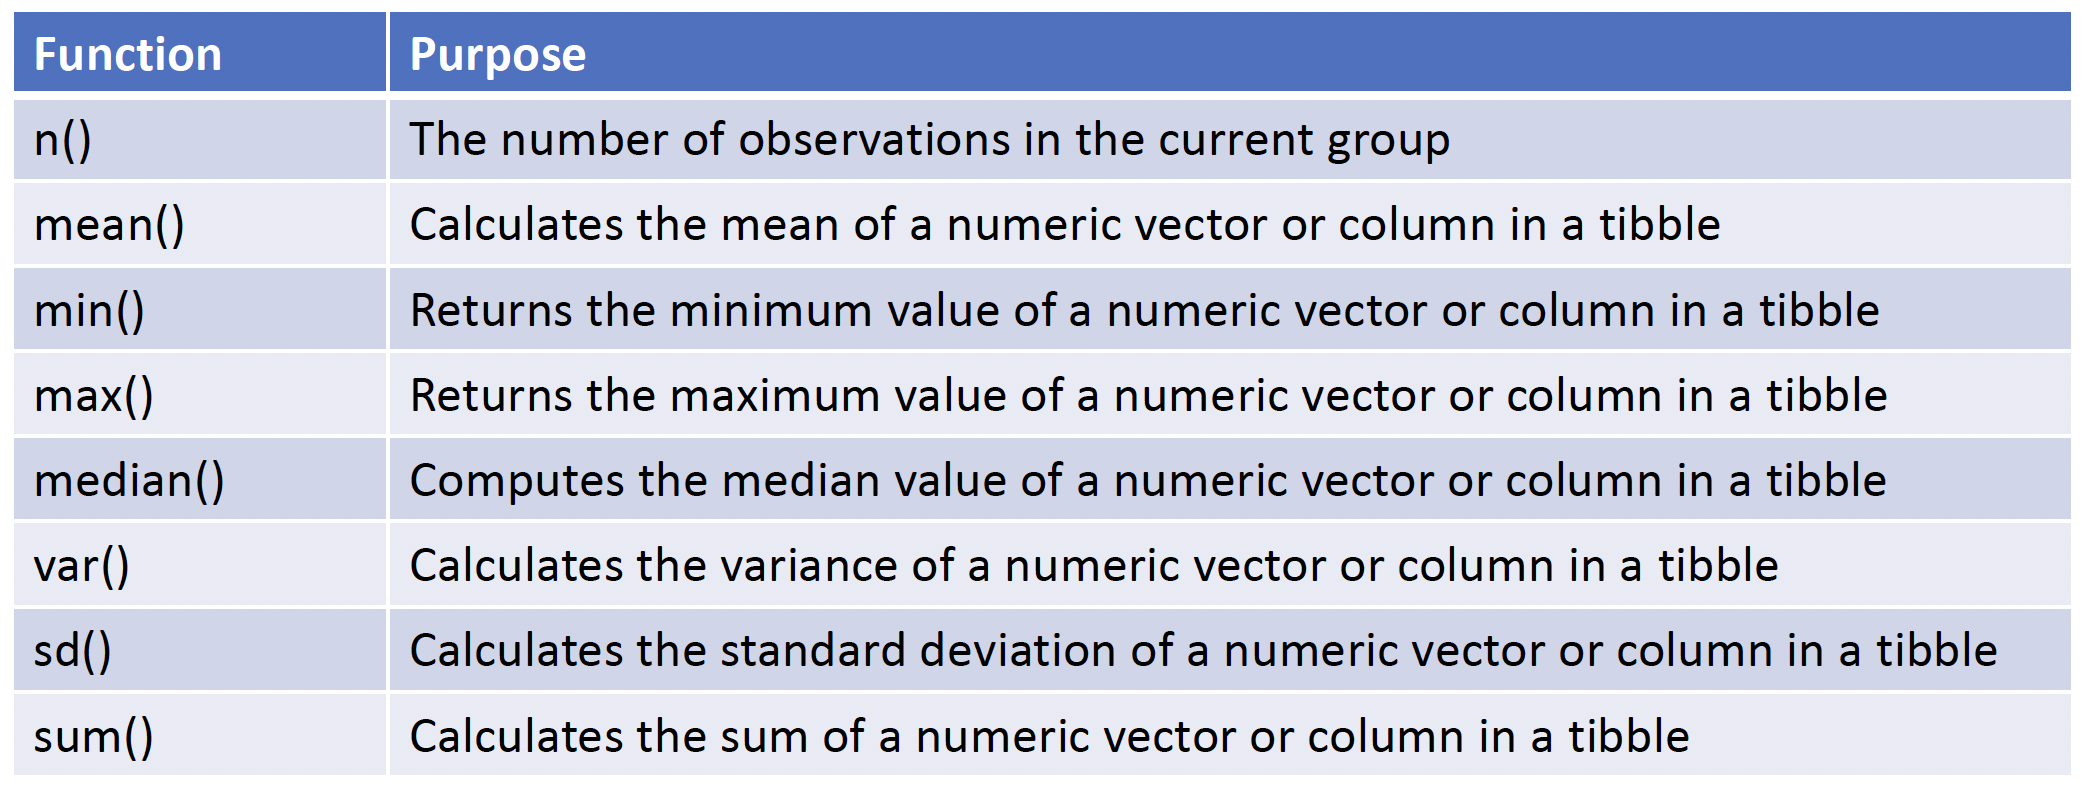 Function Purpose
n() The number of observations in the current group
mean() Calculates the mean of a numeric vector or column in a tibble
min() Returns the minimum value of a numeric vector or column in a tibble
max() Returns the maximum value of a numeric vector or column in a tibble
median() Computes the median value of a numeric vector or column in a tibble
var() Calculates the variance of a numeric vector or column in a tibble
sd() Calculates the standard deviation of a numeric vector or column in a tibble
sum() Calculates the sum of a numeric vector or column in a tibble